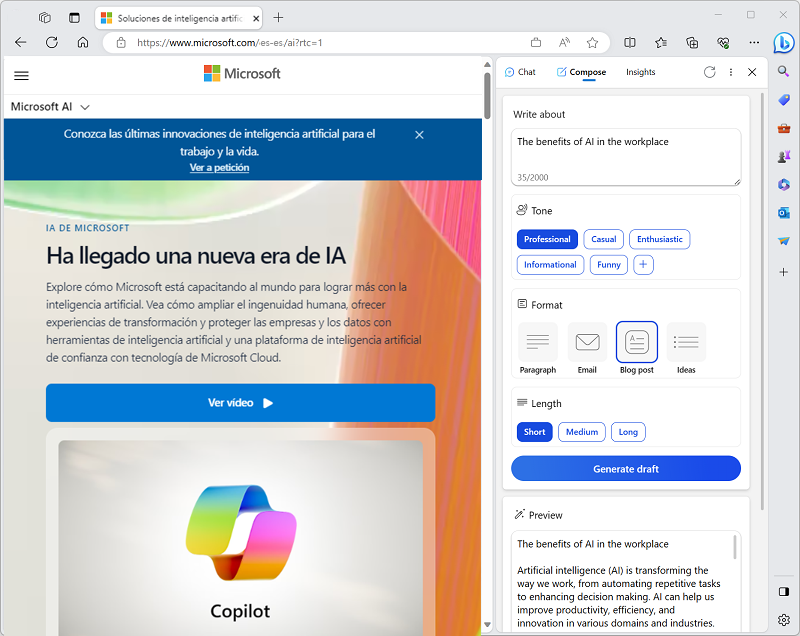 Soluciones de inteligencia artific
https://www.microsoft.com/es-es/ai?rtc=1
Microsoft
Microsoft AI
Conozca las últimas innovaciones de inteligencia artificial para el
trabajo y la vida.
Ver a petición
IA DE MICROSOFT
Ha llegado una nueva era de IA
Explore cómo Microsoft está capacitando al mundo para lograr más con la
inteligencia artificial. Vea cómo ampliar el ingenuidad humana, ofrecer
experiencias de transformación y proteger las empresas y los datos con
herramientas de inteligencia artificial y una plataforma de inteligencia artificial
de confianza con tecnología de Microsoft Cloud.
Ver vídeo
Copilot
Chat
Compose
Insights
Write about
The benefits of AI in the workplace
35/2000
Tone
Professional
Casual
Enthusiastic
Informational
Funny
+
Format
Paragraph
Email
Blog post
Ideas
Length
Short
Medium
Long
Generate draft
Preview
The benefits of AI in the workplace
Artificial intelligence (AI) is transforming the
way we work, from automating repetitive tasks
to enhancing decision making. AI can help us
improve productivity, efficiency, and
innovation in various domains and industries.